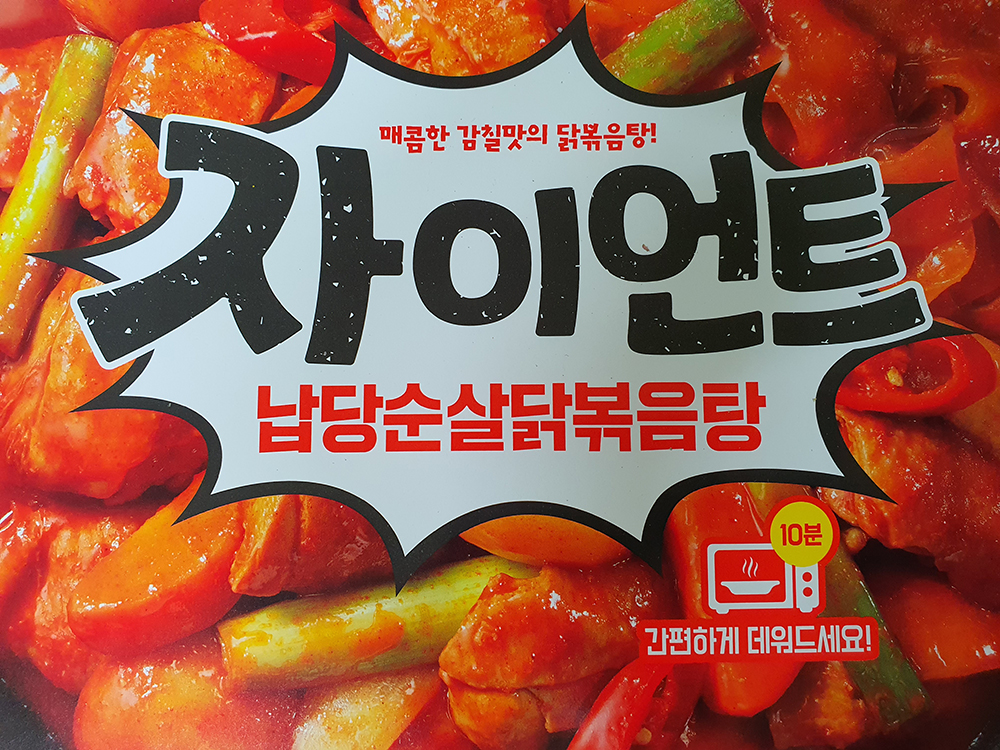 매콤한 감칠맛의 닭볶음탕!
자이언트
납당순살닭볶음탕
10분
간편하게 데워드세요!